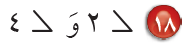 ١٨ ∠ ٢ وَ ∠ ٤